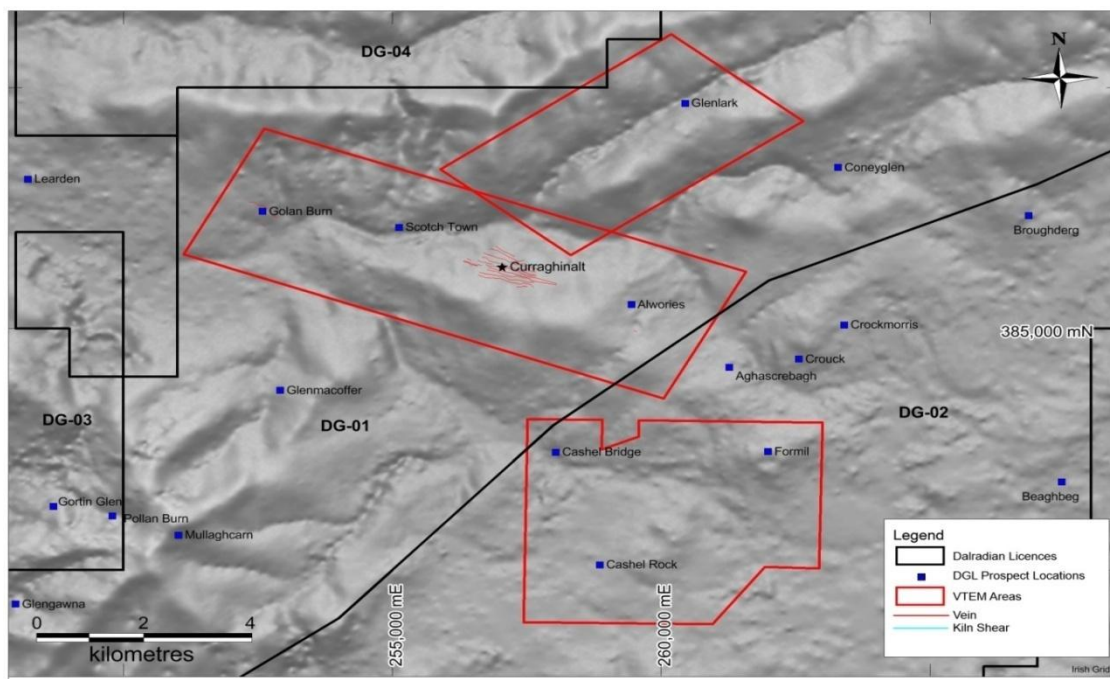 DG-04
N
Glenlark
Coneyglen
Learden
Golan Burn
Scotch Town
Broughderg
Curraghinalt
Alwories
Crockmorris
385,000 mN
Crouck
Aghascrebagh
Glenmacoffer
DG-03
DG-01
DG-02
Cashel Bridge
Formil
Gortin Glen
Pollan Burn
Mullaghcarn
Beaghbeg
Cashel Rock
Glengawna
0 2 4
kilometres
255,000 mE
260,000 mE
Legend
Dalradian Licences
DGL Prospect Locations
VTEM Areas
Vein
Kiln Shear
Irish Grid